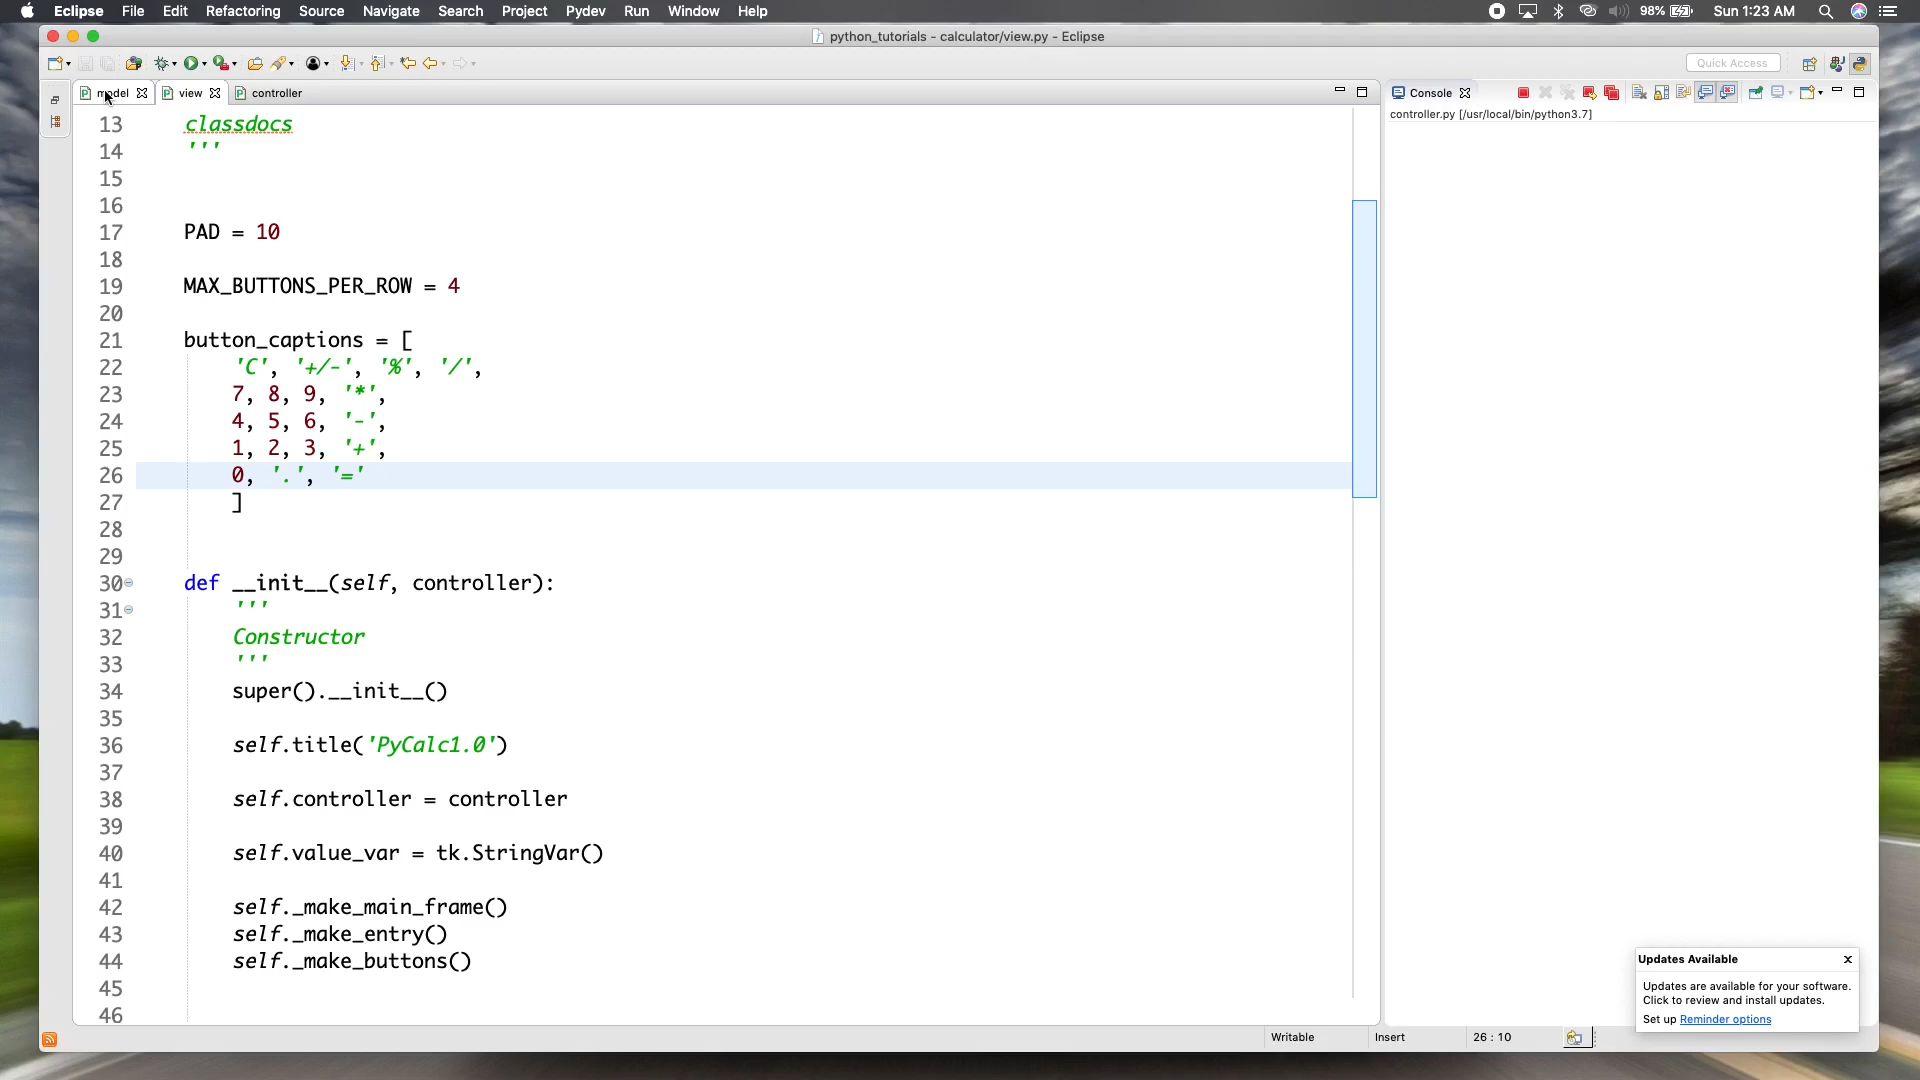 Eclipse File Edit Refactoring Source Navigate Search Project Pydev Run Window Help 98% Sun 1:23 AM
python_tutorials - calculator/view.py - Eclipse
Quick Access
model view controller
Console
controller.py [/usr/local/bin/python3.7]
13 classdocs
14 '''
15
16
17 PAD = 10
18
19 MAX_BUTTONS_PER_ROW = 4
20
21 button_captions = [
22 'C', '+/-', '%', '/',
23 7, 8, 9, '*',
24 4, 5, 6, '-',
25 1, 2, 3, '+',
26 0, '.', '='
27 ]
28
29
30 def __init__(self, controller):
31 '''
32 Constructor
33 '''
34 super().__init__()
35
36 self.title('PyCalc1.0')
37
38 self.controller = controller
39
40 self.value_var = tk.StringVar()
41
42 self._make_main_frame()
43 self._make_entry()
44 self._make_buttons()
45
46
Updates Available
Updates are available for your software.
Click to review and install updates.
Set up Reminder options
Writable Insert 26 : 10